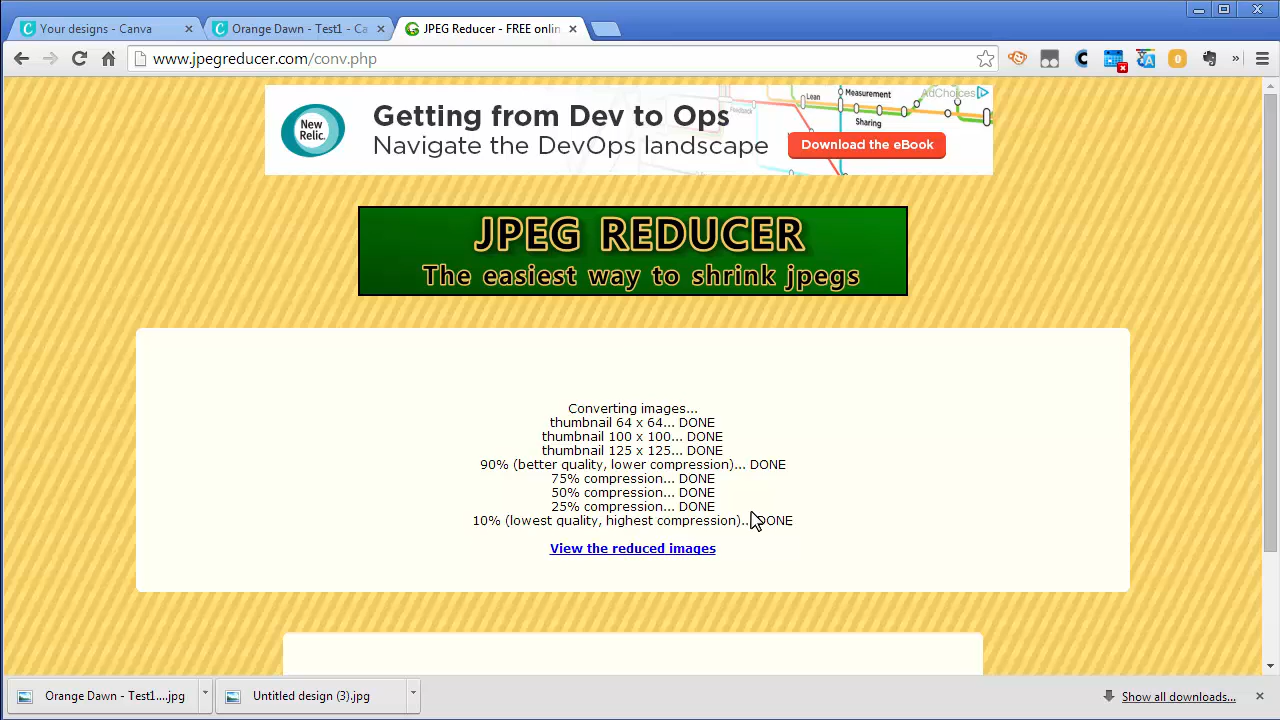 Your designs - Canva
Orange Dawn - Test1 - Ca
JPEG Reducer - FREE onlin
www.jpegreducer.com/conv.php
New Relic.
Getting from Dev to Ops
Navigate the DevOps landscape
Feedback
Lean
Measurement
Sharing
AdChoices
Download the eBook
JPEG REDUCER
The easiest way to shrink jpegs
Converting images...
thumbnail 64 x 64... DONE
thumbnail 100 x 100... DONE
thumbnail 125 x 125... DONE
90% (better quality, lower compression)... DONE
75% compression... DONE
50% compression... DONE
25% compression... DONE
10% (lowest quality, highest compression)... DONE
View the reduced images
Orange Dawn - Test1....jpg
Untitled design (3).jpg
Show all downloads...